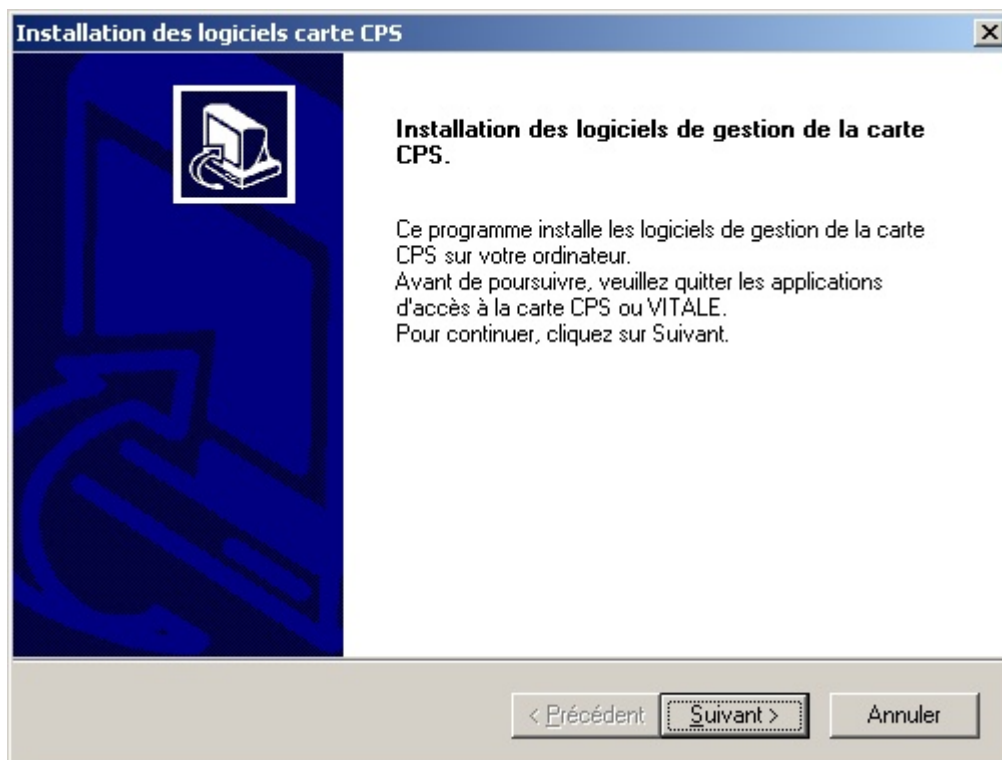 Installation des logiciels carte CPS
Installation des logiciels de gestion de la carte
CPS.
Ce programme installe les logiciels de gestion de la carte
CPS sur votre ordinateur.
Avant de poursuivre, veuillez quitter les applications
d'accès à la carte CPS ou VITALE.
Pour continuer, cliquez sur Suivant.
< Précédent
Suivant >
Annuler